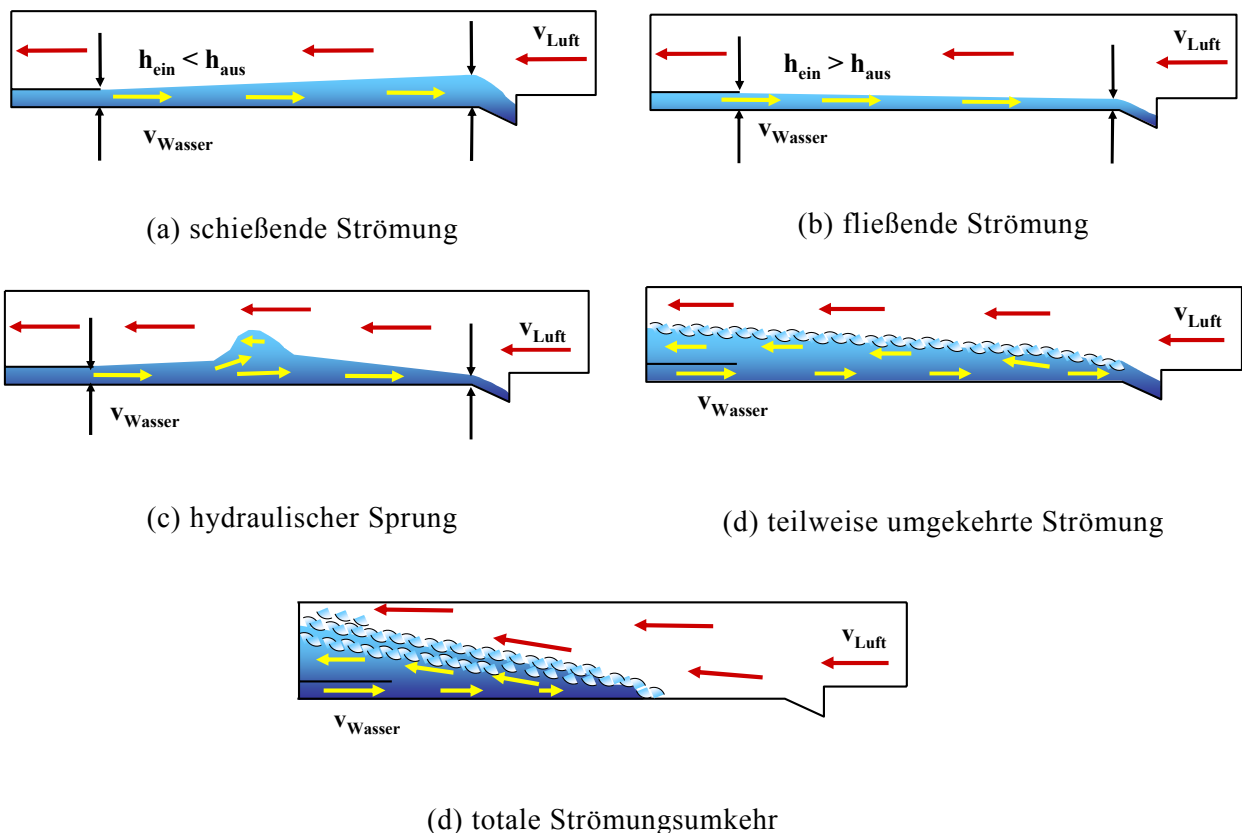 v_Luft
h_ein < h_aus
v_Wasser
(a) schießende Strömung
v_Luft
h_ein > h_aus
v_Wasser
(b) fließende Strömung
v_Luft
v_Wasser
(c) hydraulischer Sprung
v_Luft
v_Wasser
(d) teilweise umgekehrte Strömung
v_Luft
v_Wasser
(d) totale Strömungsumkehr